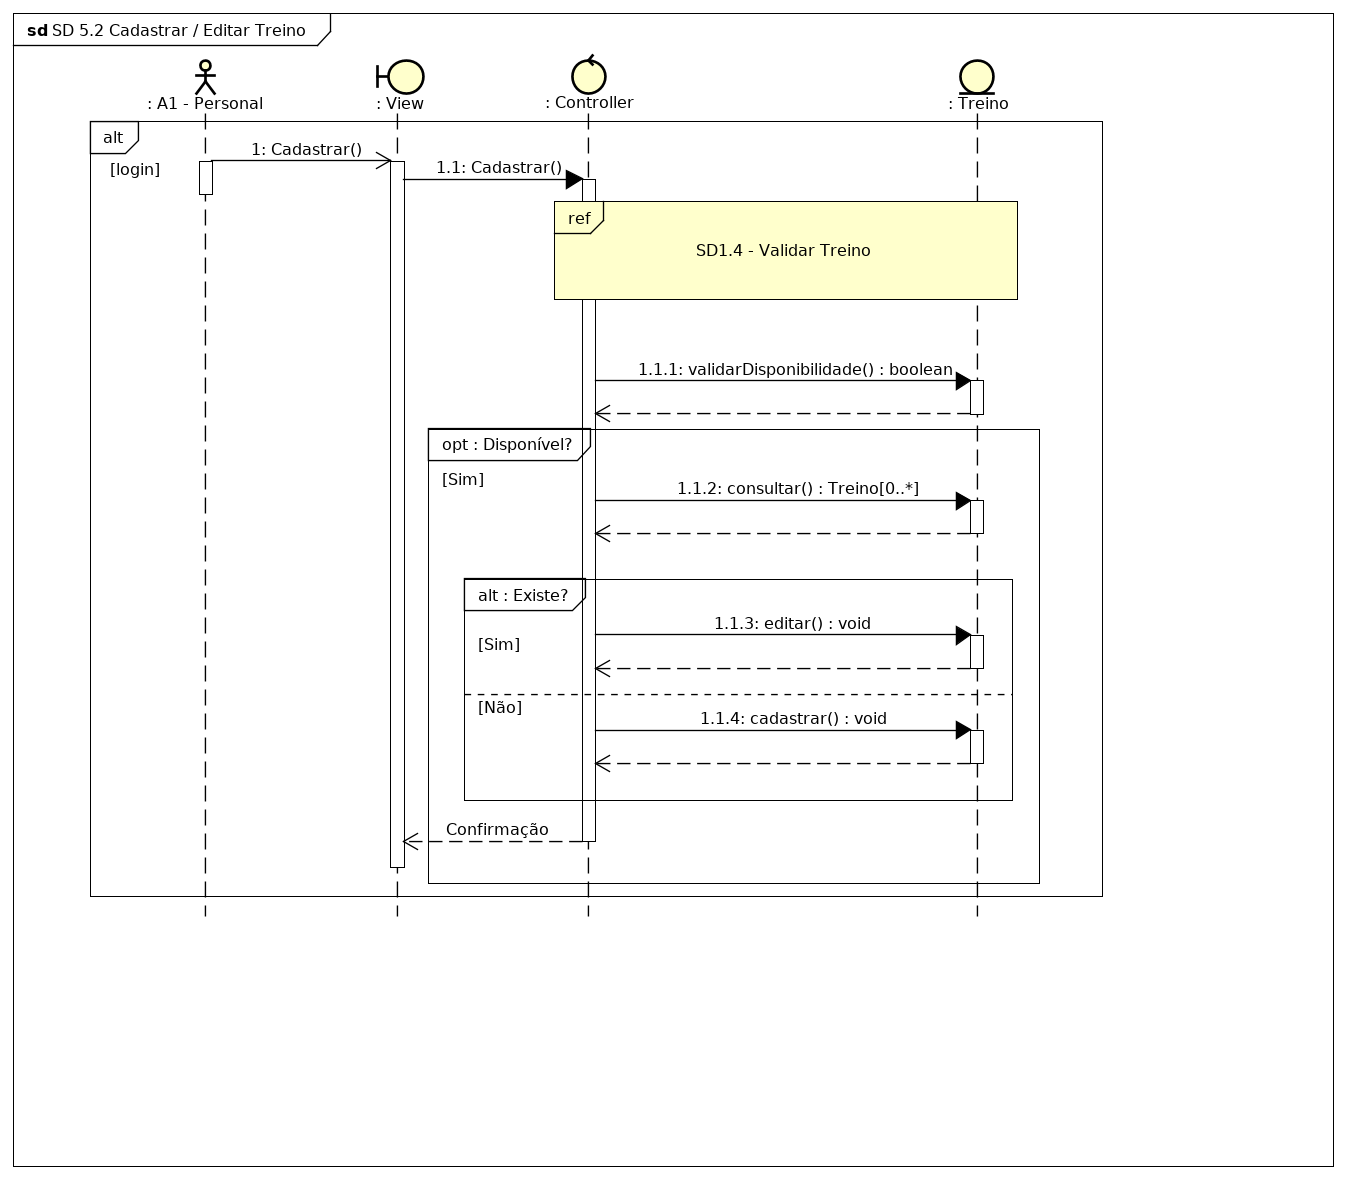 sd SD 5.2 Cadastrar / Editar Treino
: A1 - Personal
: View
: Controller
: Treino
alt
[login]
1: Cadastrar()
1.1: Cadastrar()
ref
SD1.4 - Validar Treino
1.1.1: validarDisponibilidade() : boolean
opt : Disponível?
[Sim]
1.1.2: consultar() : Treino[0..*]
alt : Existe?
1.1.3: editar() : void
[Sim]
[Não]
1.1.4: cadastrar() : void
Confirmação